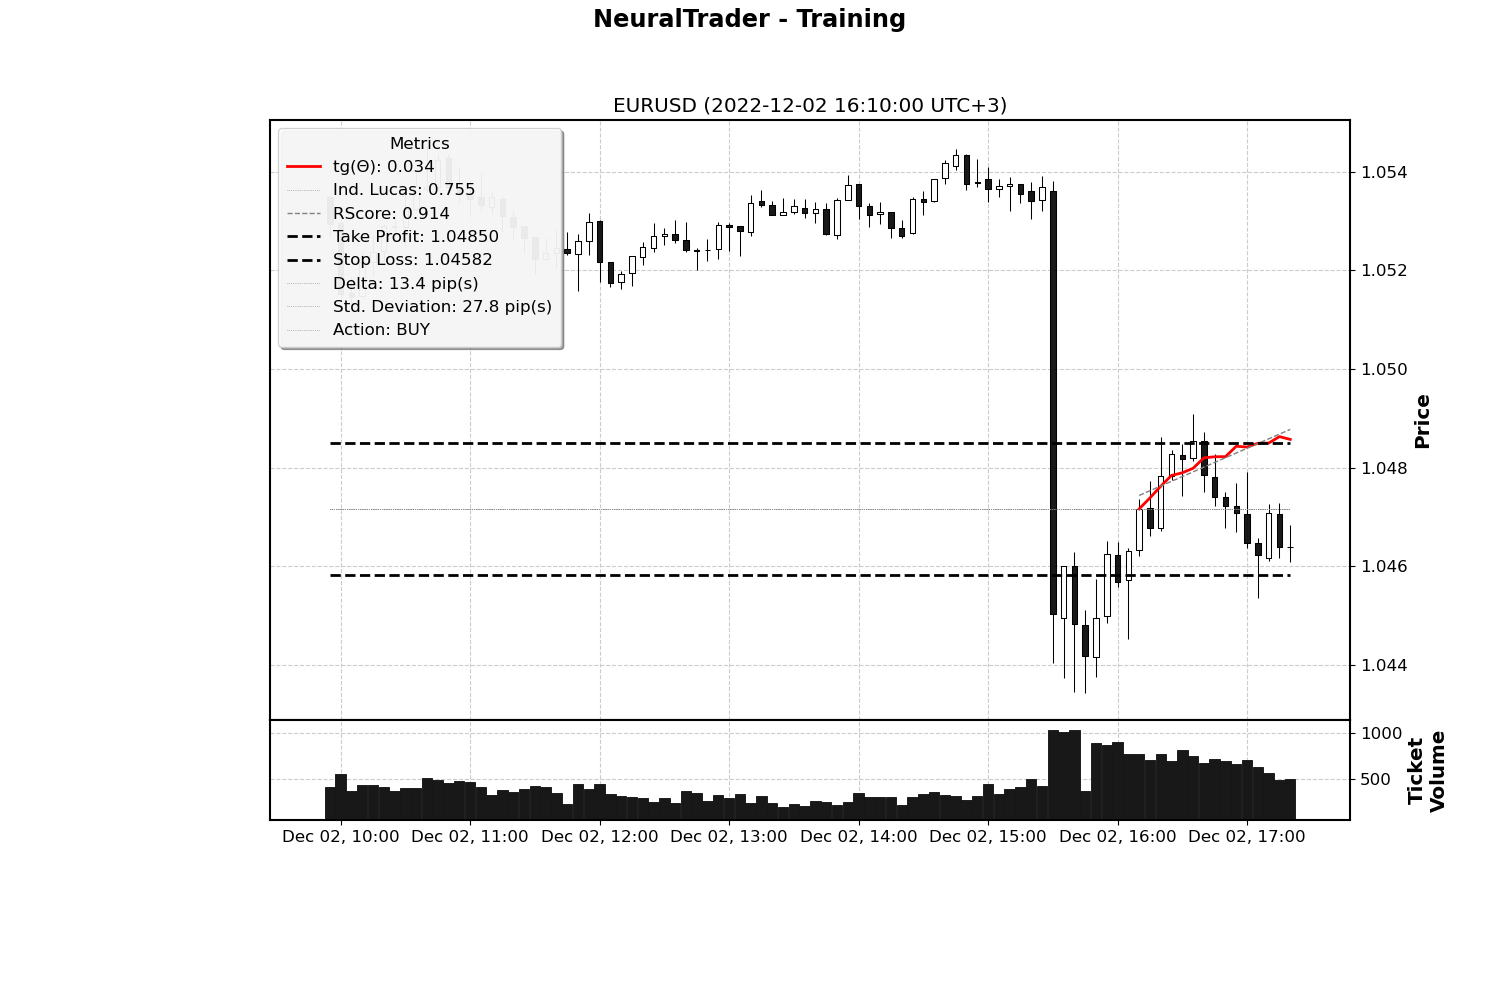 NeuralTrader - Training
EURUSD (2022-12-02 16:10:00 UTC+3)
Metrics
tg(Θ): 0.034
Ind. Lucas: 0.755
RScore: 0.914
Take Profit: 1.04850
Stop Loss: 1.04582
Delta: 13.4 pip(s)
Std. Deviation: 27.8 pip(s)
Action: BUY
1.054
1.052
1.050
1.048
1.046
1.044
Price
1000
500
Ticket
Volume
Dec 02, 10:00
Dec 02, 11:00
Dec 02, 12:00
Dec 02, 13:00
Dec 02, 14:00
Dec 02, 15:00
Dec 02, 16:00
Dec 02, 17:00